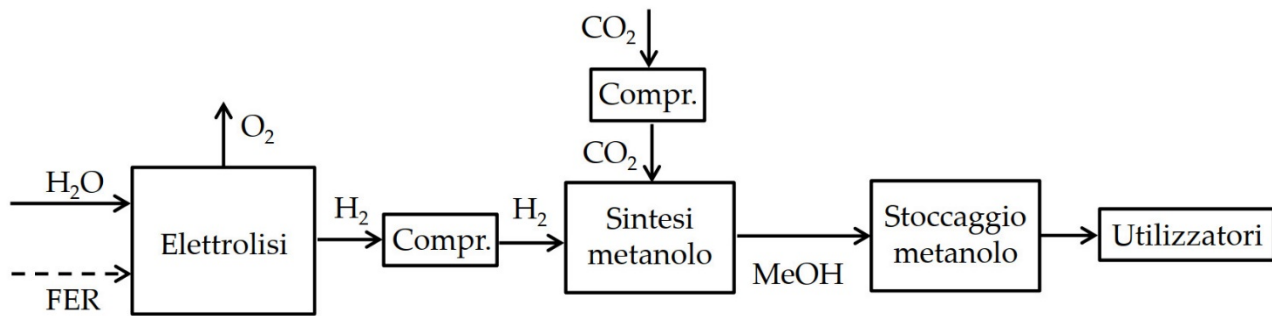 CO₂
Compr.
O₂
CO₂
H₂O
Elettrolisi
H₂
Compr.
H₂
Sintesi
metanolo
Stoccaggio
metanolo
Utilizzatori
MeOH
FER